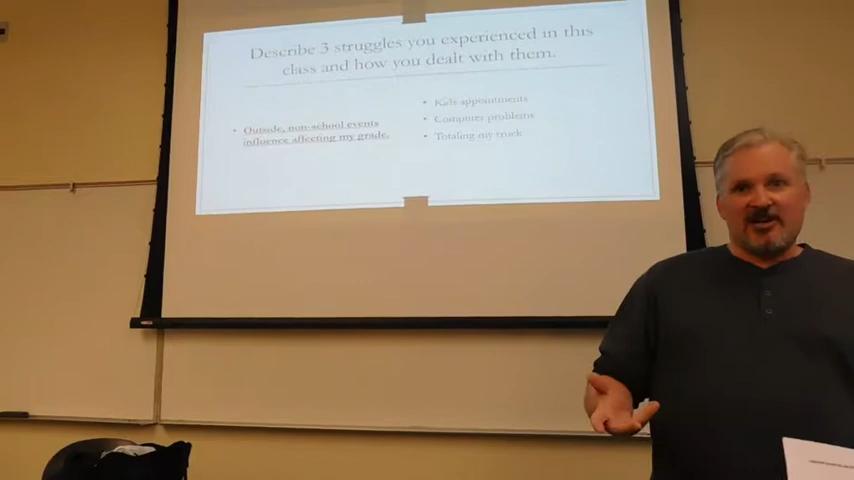 Describe 3 struggles you experienced in this
class and how you dealt with them.
• Outside, non-school events
influence affecting my grade.
• Kids appointments
• Computer problems
• Totaling my truck